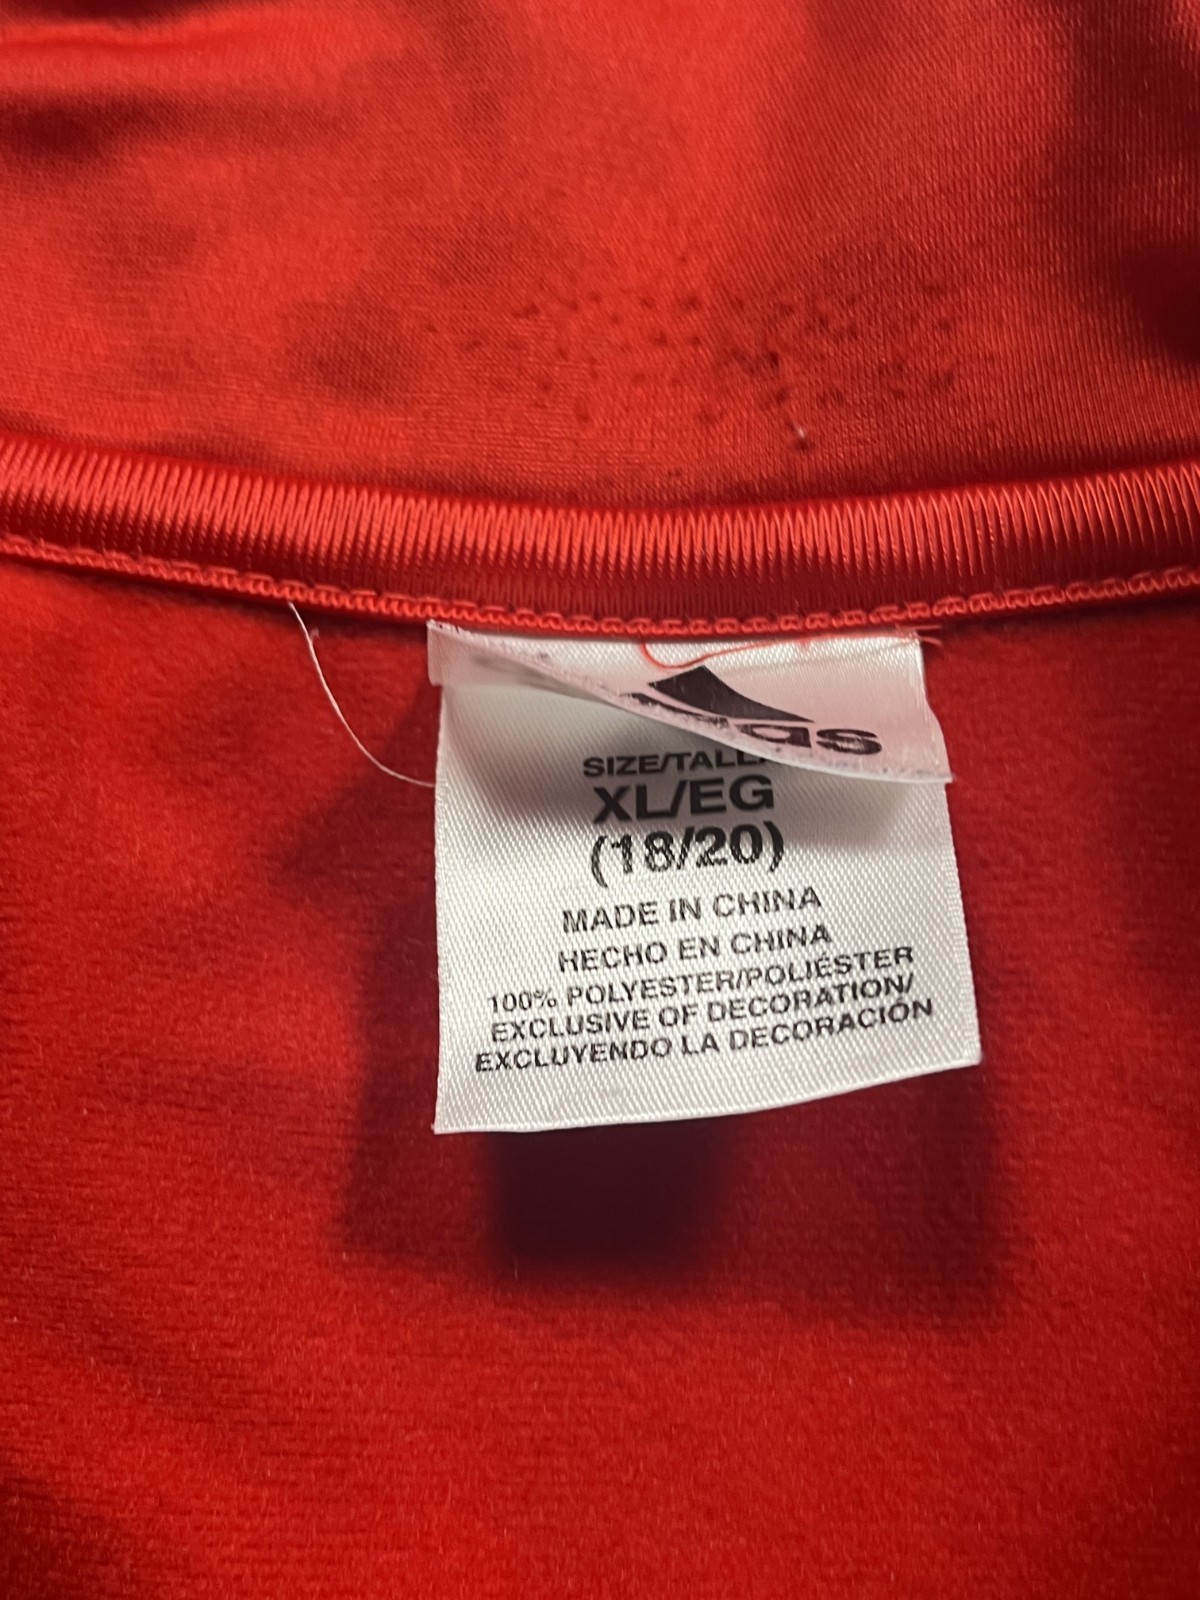 SIZE/TALL
XL/EG
(18/20)
MADE IN CHINA
HECHO EN CHINA
100% POLYESTER/POLIÉSTER
EXCLUSIVE OF DECORATION/
EXCLUYENDO LA DECORACIÓN